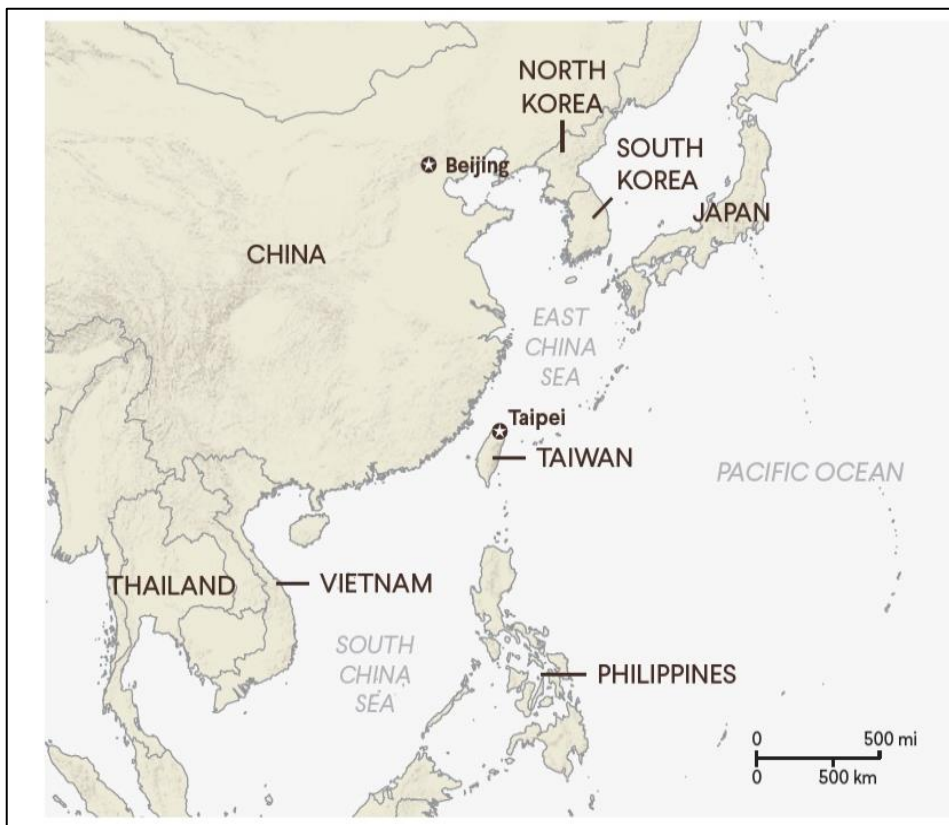 NORTH
KOREA
SOUTH
KOREA
Beijing
JAPAN
CHINA
EAST
CHINA
SEA
Taipei
TAIWAN
PACIFIC OCEAN
THAILAND
VIETNAM
SOUTH
CHINA
SEA
PHILIPPINES
0 500 mi
0 500 km